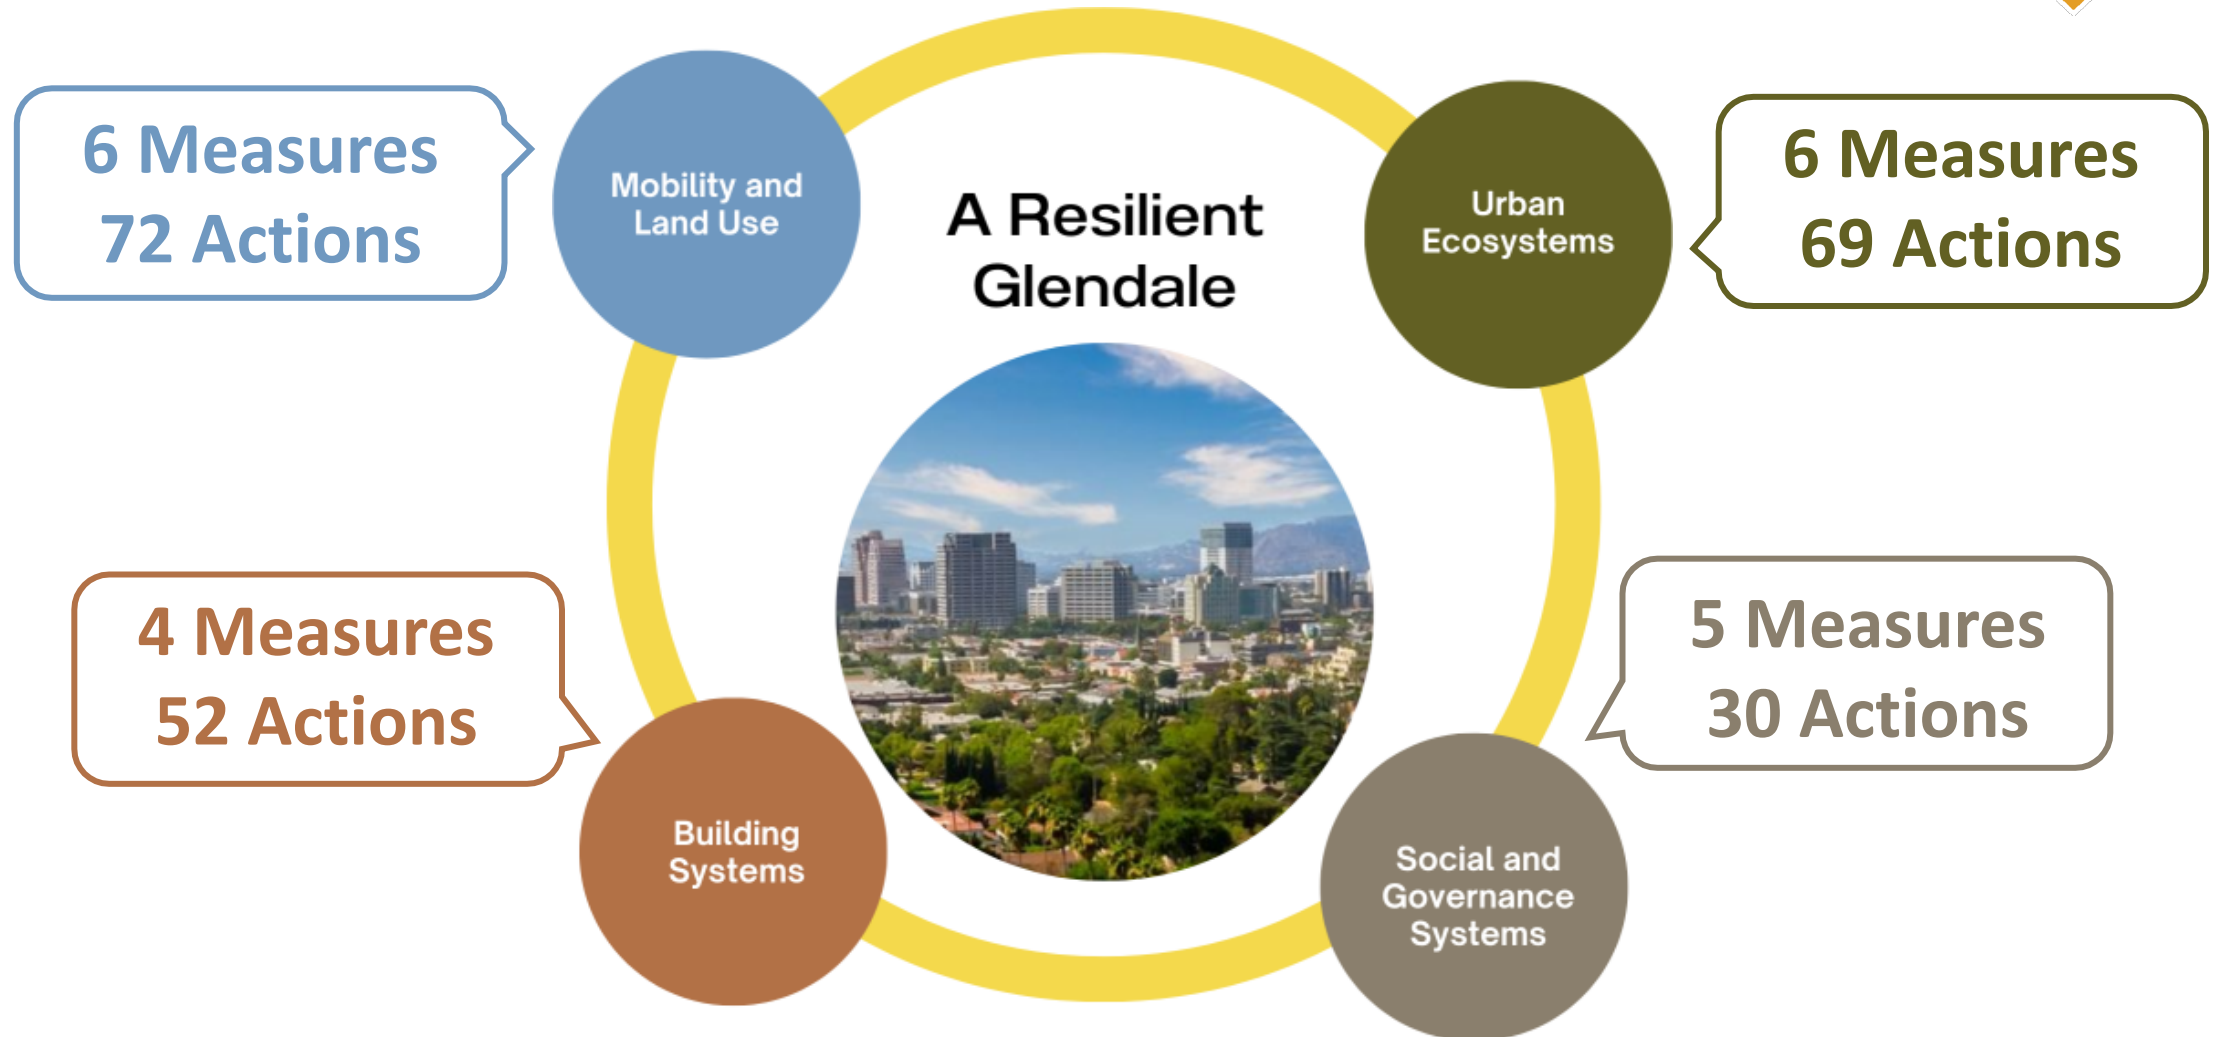 6 Measures
72 Actions
Mobility and
Land Use
A Resilient
Glendale
Urban
Ecosystems
6 Measures
69 Actions
4 Measures
52 Actions
Building
Systems
5 Measures
30 Actions
Social and
Governance
Systems